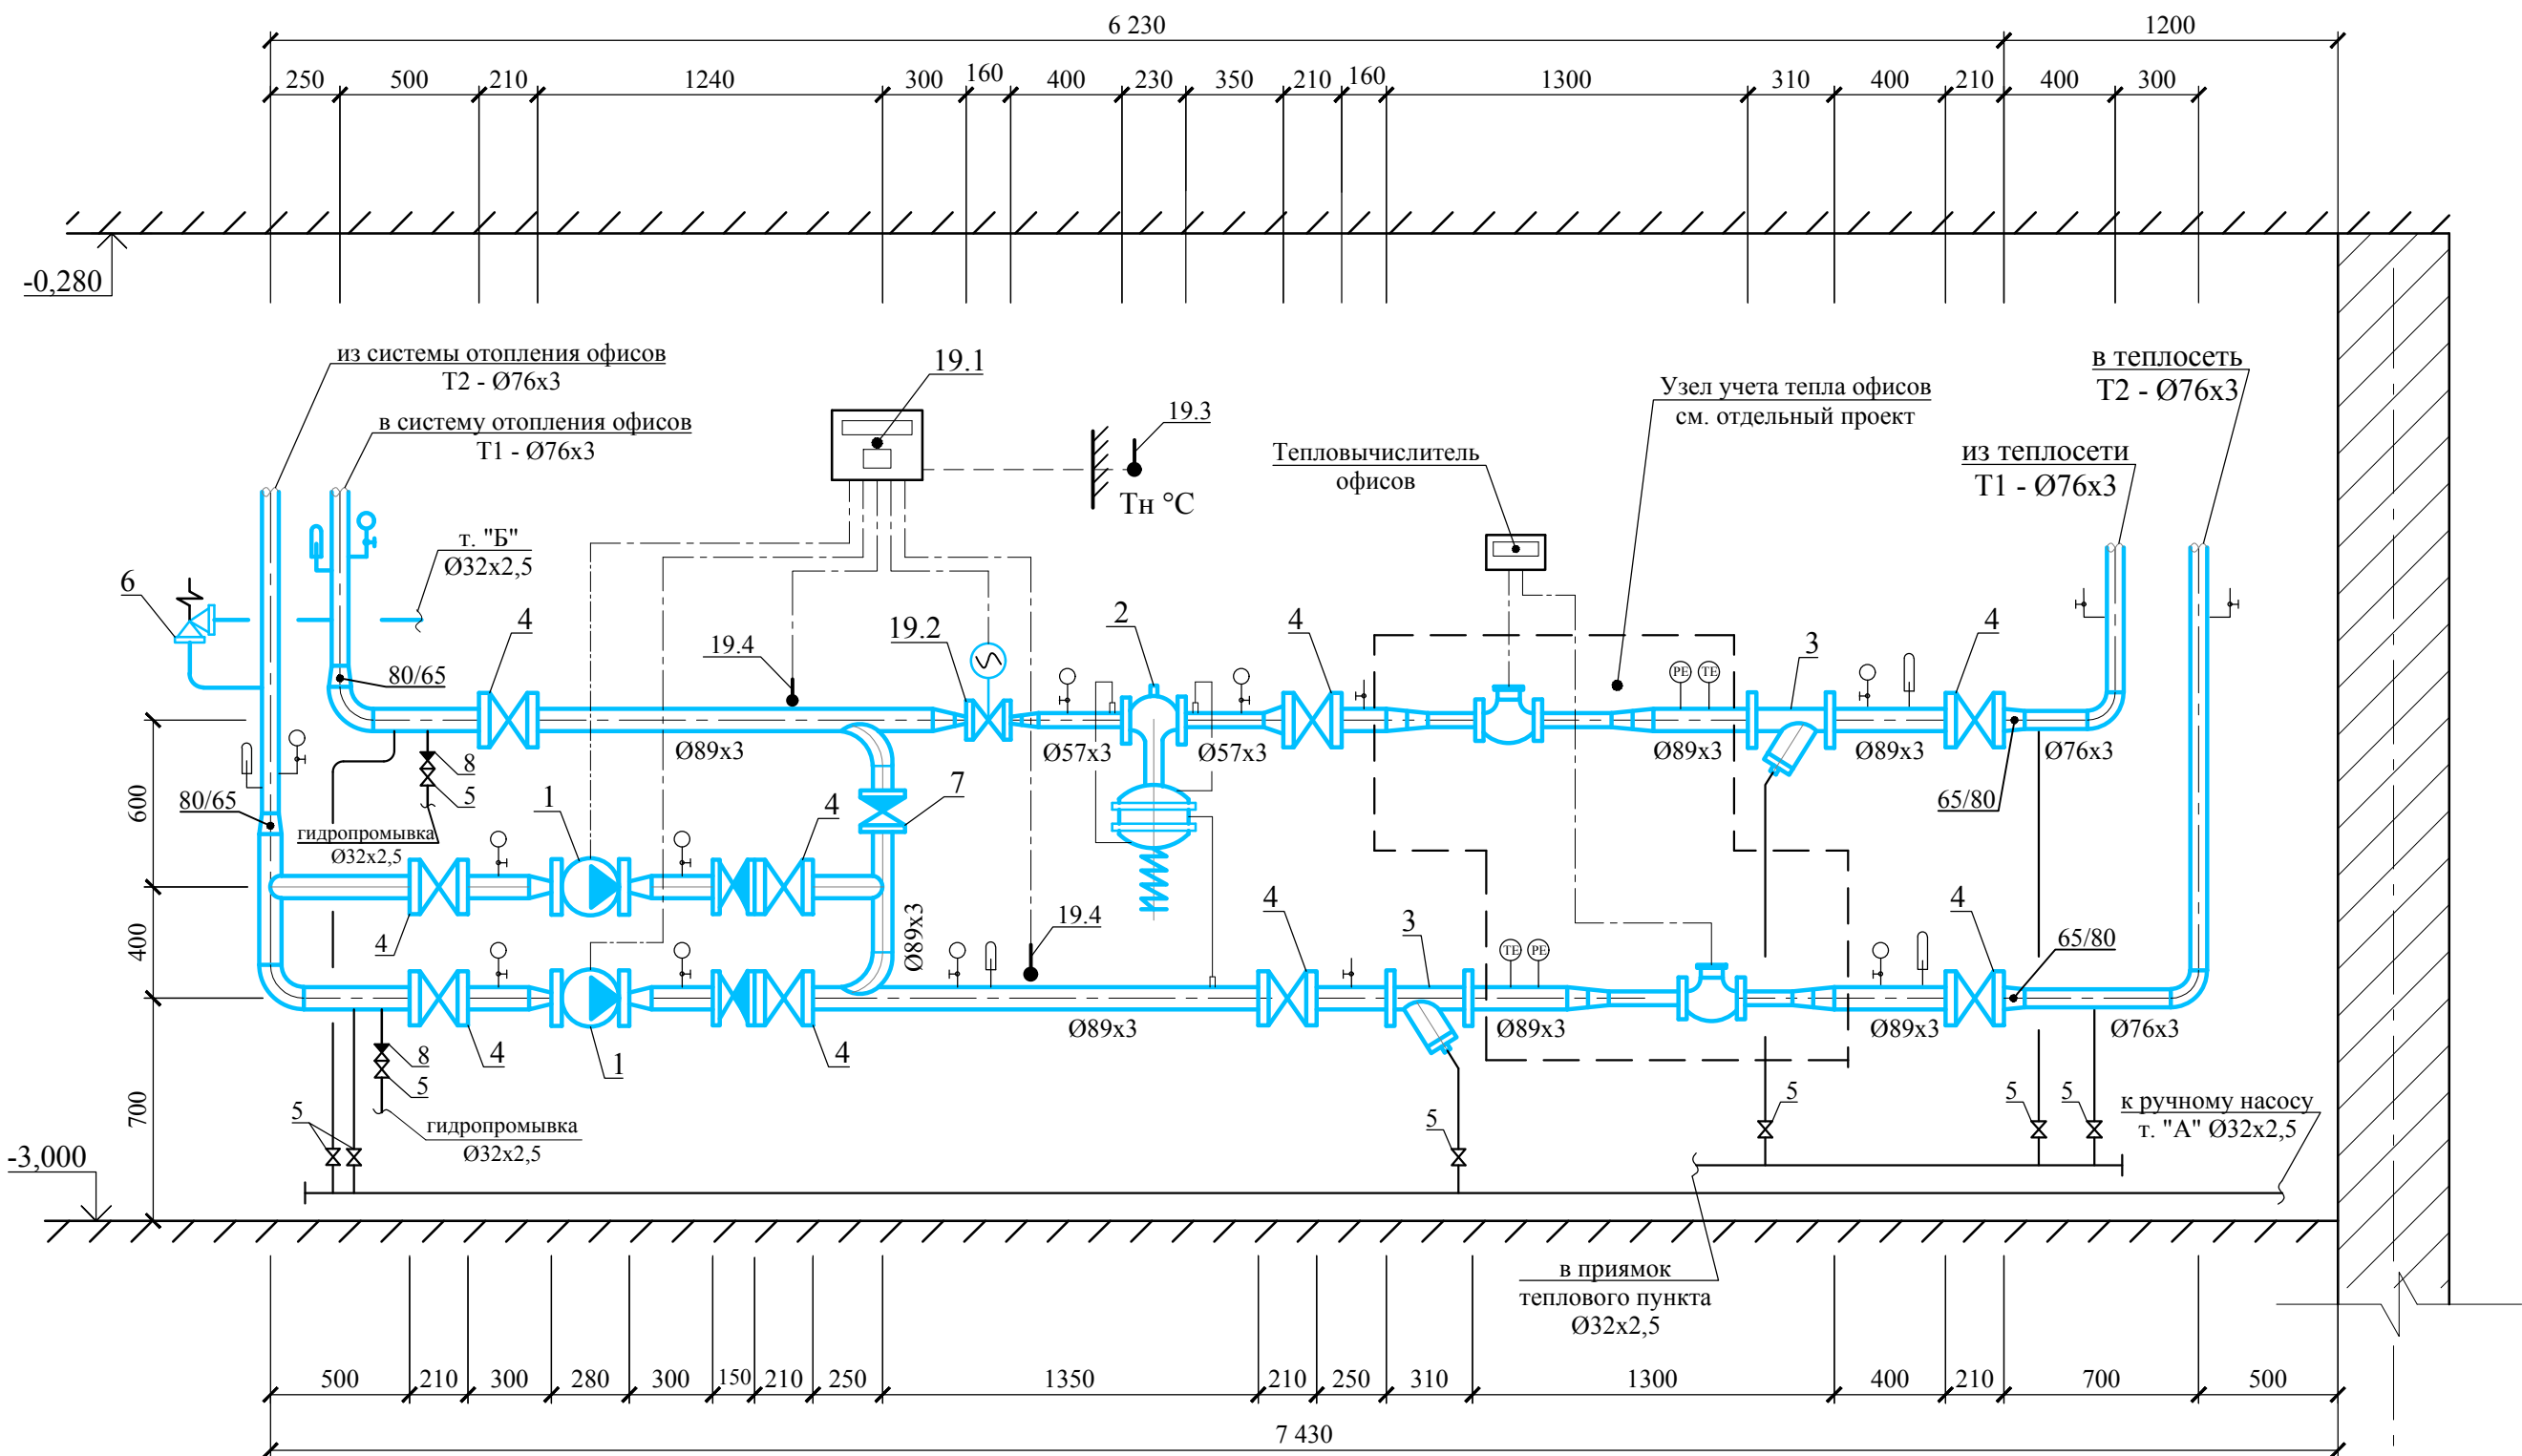 6 230
1200
250
500
210
1240
300
160
400
230
350
210
160
1300
310
400
210
400
300
-0,280
из системы отопления офисов
Т2 - Ø76х3
в систему отопления офисов
Т1 - Ø76х3
19.1
19.3
Тн °С
Узел учета тепла офисов
см. отдельный проект
Тепловычислитель
офисов
в теплосеть
Т2 - Ø76х3
из теплосети
Т1 - Ø76х3
т. "Б"
Ø32х2,5
6
4
19.4
19.2
2
4
3
4
80/65
PE
TE
Ø89х3
Ø57х3
Ø57х3
Ø89х3
Ø89х3
Ø76х3
8
5
7
80/65
65/80
гидропромывка
Ø32х2,5
1
4
600
400
700
4
Ø89х3
19.4
4
3
TE
PE
4
65/80
Ø89х3
Ø89х3
Ø89х3
Ø76х3
8
5
4
1
4
5
гидропромывка
Ø32х2,5
5
5
5
5
к ручному насосу
т. "А" Ø32х2,5
-3,000
в приямок
теплового пункта
Ø32х2,5
500
210
300
280
300
150
210
250
1350
210
250
310
1300
400
210
700
500
7 430